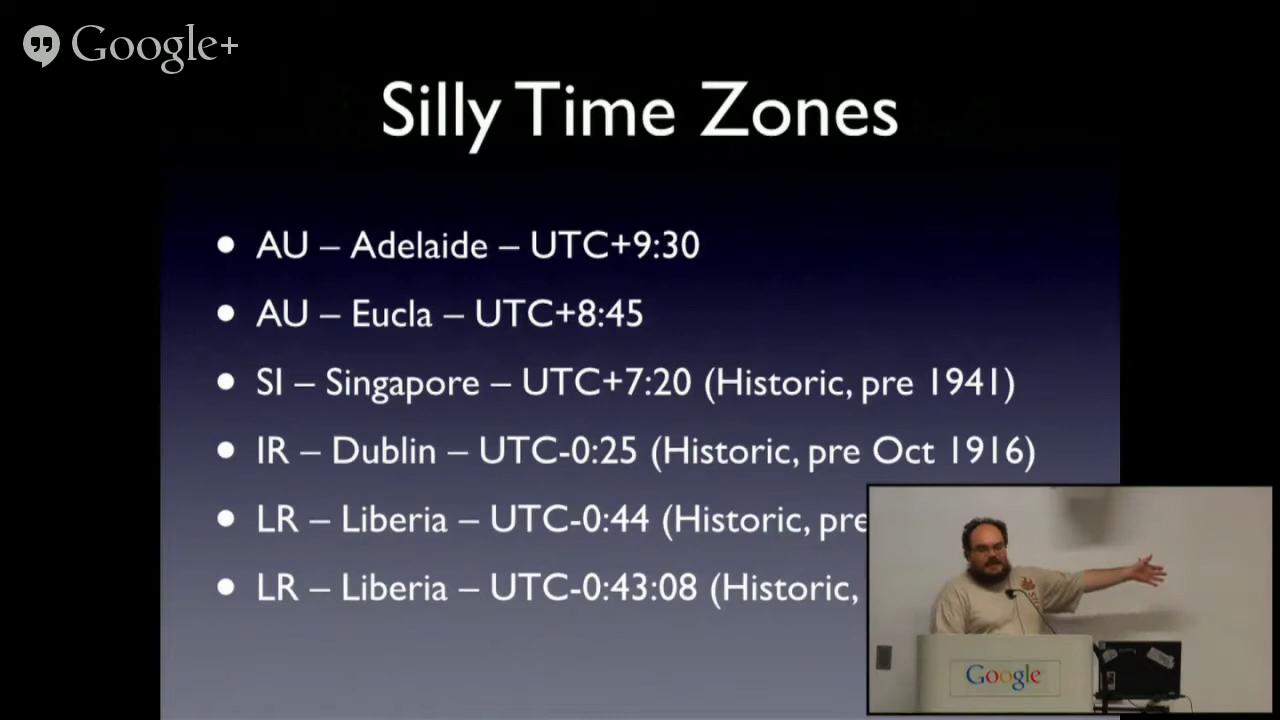 Google+
Silly Time Zones
• AU – Adelaide – UTC+9:30
• AU – Eucla – UTC+8:45
• SI – Singapore – UTC+7:20 (Historic, pre 1941)
• IR – Dublin – UTC-0:25 (Historic, pre Oct 1916)
• LR – Liberia – UTC-0:44 (Historic, pre
• LR – Liberia – UTC-0:43:08 (Historic,
Google